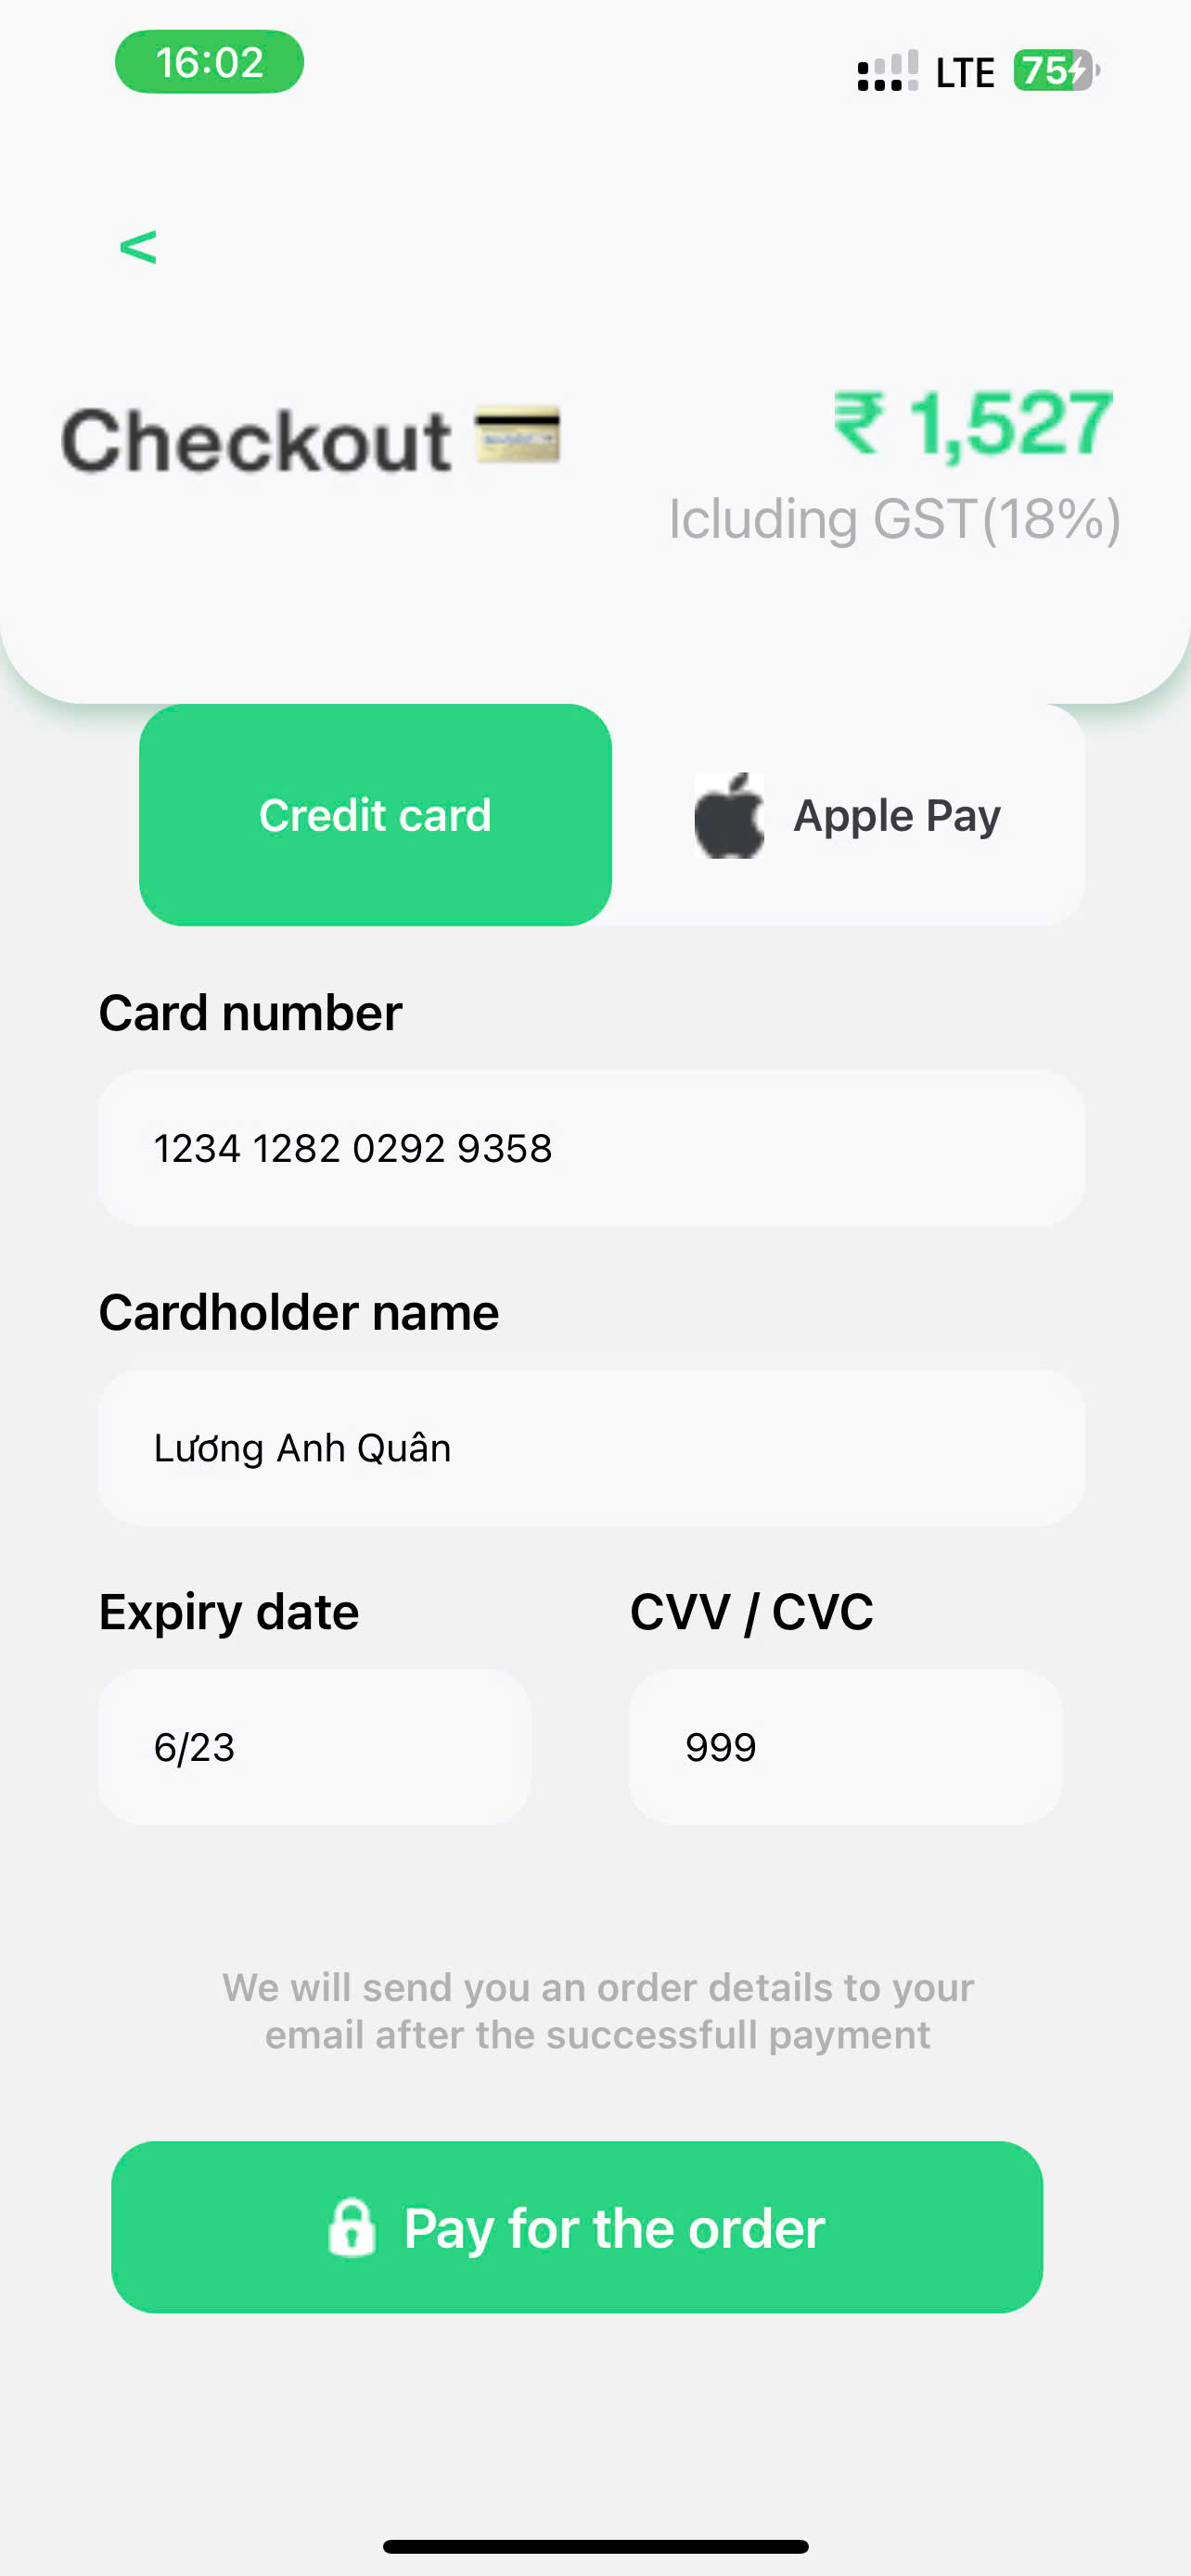 16:02
LTE 75
<
Checkout
₹ 1,527
Icluding GST(18%)
Credit card
Apple Pay
Card number
1234 1282 0292 9358
Cardholder name
Lương Anh Quân
Expiry date
CVV / CVC
6/23
999
We will send you an order details to your
email after the successfull payment
Pay for the order